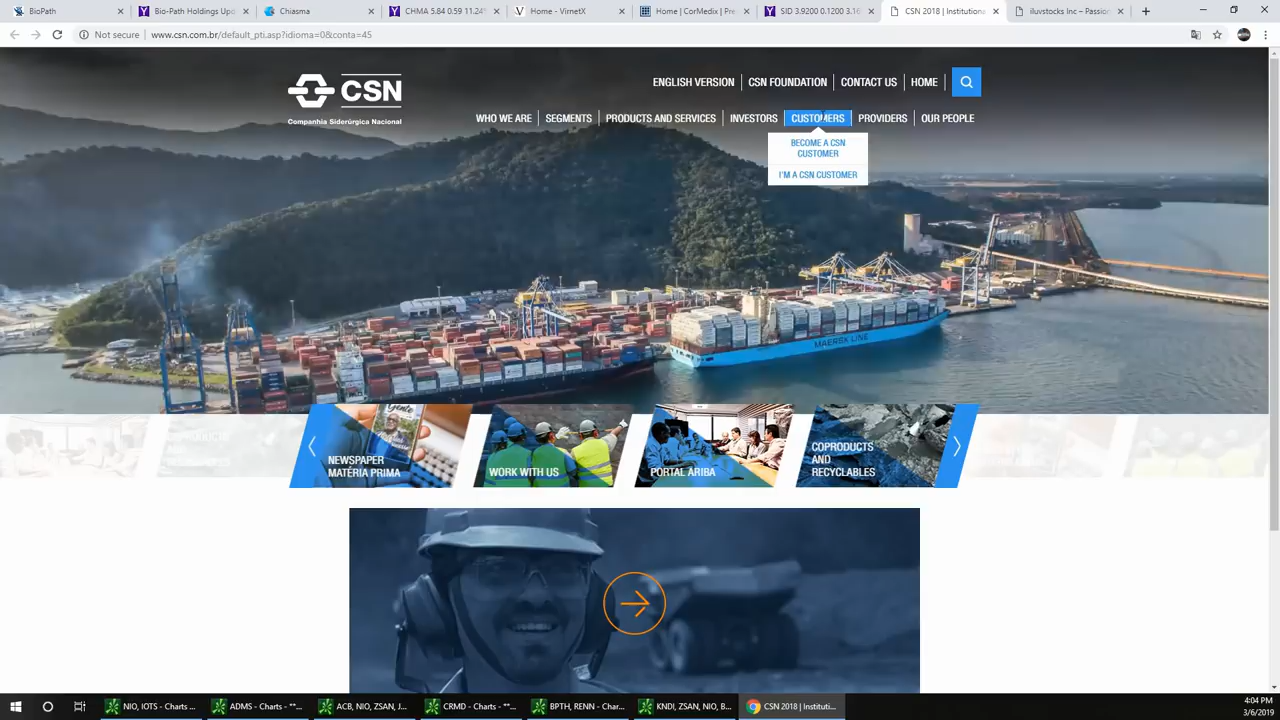 BioPath
Bio-Path Holdings Upd
Chiasma
CHMA 5.84 0.59 11.24
Home - VirnetX
Home | CorMedix | Pre
SID 3.9200 0.1200 3.16
CSN 2018 | Institutiona
iluvstocks Inc – Passion
Not secure | www.csn.com.br/default_pti.asp?idioma=0&conta=45
CSN
Companhia Siderúrgica Nacional
ENGLISH VERSION
CSN FOUNDATION
CONTACT US
HOME
WHO WE ARE
SEGMENTS
PRODUCTS AND SERVICES
INVESTORS
CUSTOMERS
PROVIDERS
OUR PEOPLE
BECOME A CSN
CUSTOMER
I'M A CSN CUSTOMER
MAERSK LINE
NEWSPAPER
MATÉRIA PRIMA
WORK WITH US
PORTAL ARIBA
COPRODUCTS
AND
RECYCLABLES
NIO, IOTS - Charts ...
ADMS - Charts - **...
ACB, NIO, ZSAN, J...
CRMD - Charts - **...
BPTH, RENN - Char...
KNDI, ZSAN, NIO, B...
CSN 2018 | Instituti...
4:04 PM
3/6/2019